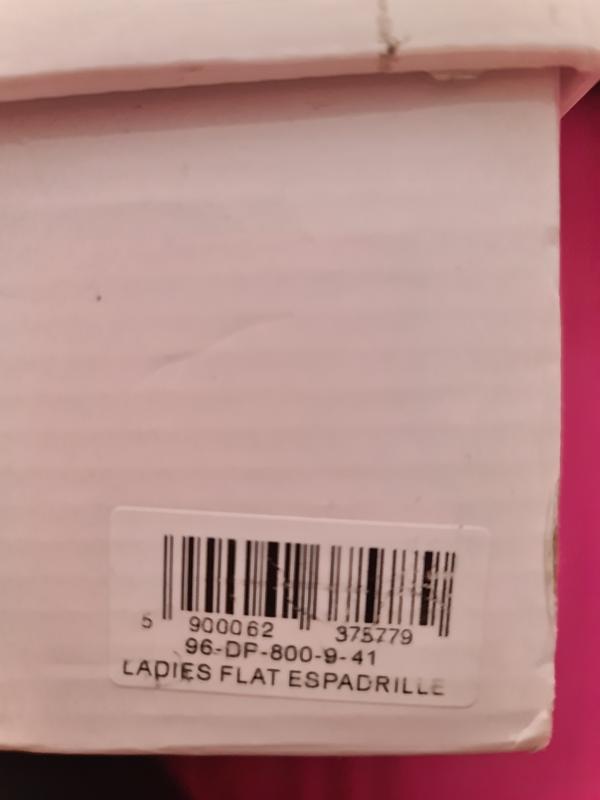 5 900062 375779
96-DP-800-9-41
LADIES FLAT ESPADRILLE